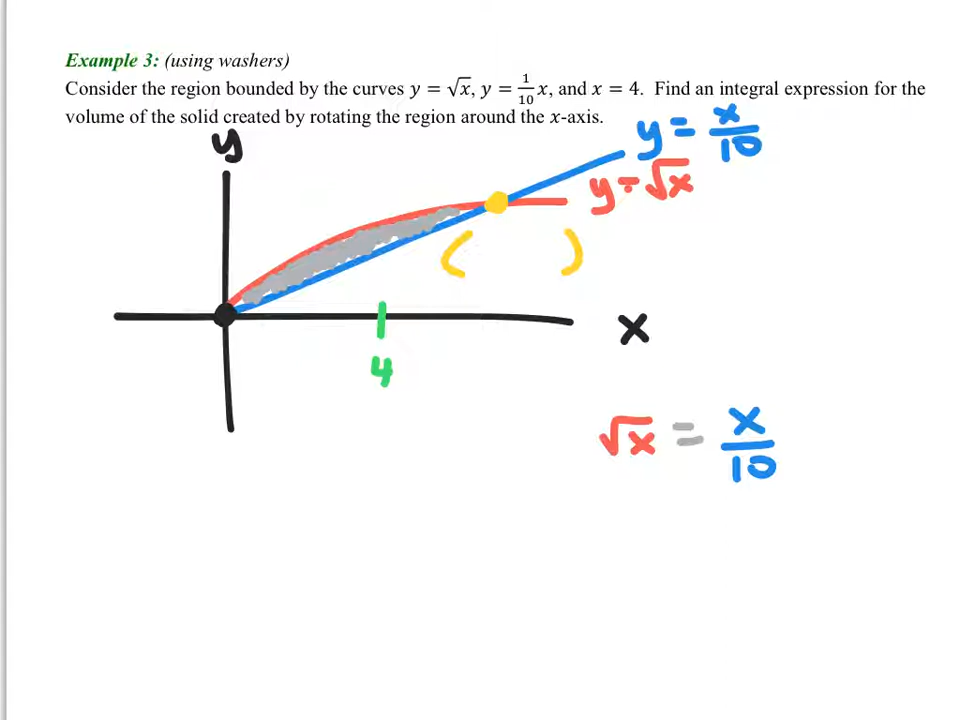 Example 3: (using washers)
Consider the region bounded by the curves y = √x, y = 1/10 x, and x = 4. Find an integral expression for the
volume of the solid created by rotating the region around the x-axis.
y
y = x/10
y = √x
( )
x
4
√x = x/10